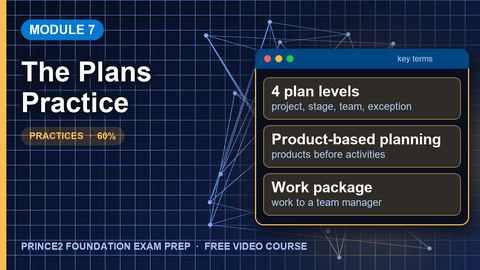 MODULE 7
The Plans
Practice
PRACTICES · 60%
key terms
4 plan levels
project, stage, team, exception
Product-based planning
products before activities
Work package
work to a team manager
PRINCE2 FOUNDATION EXAM PREP · FREE VIDEO COURSE